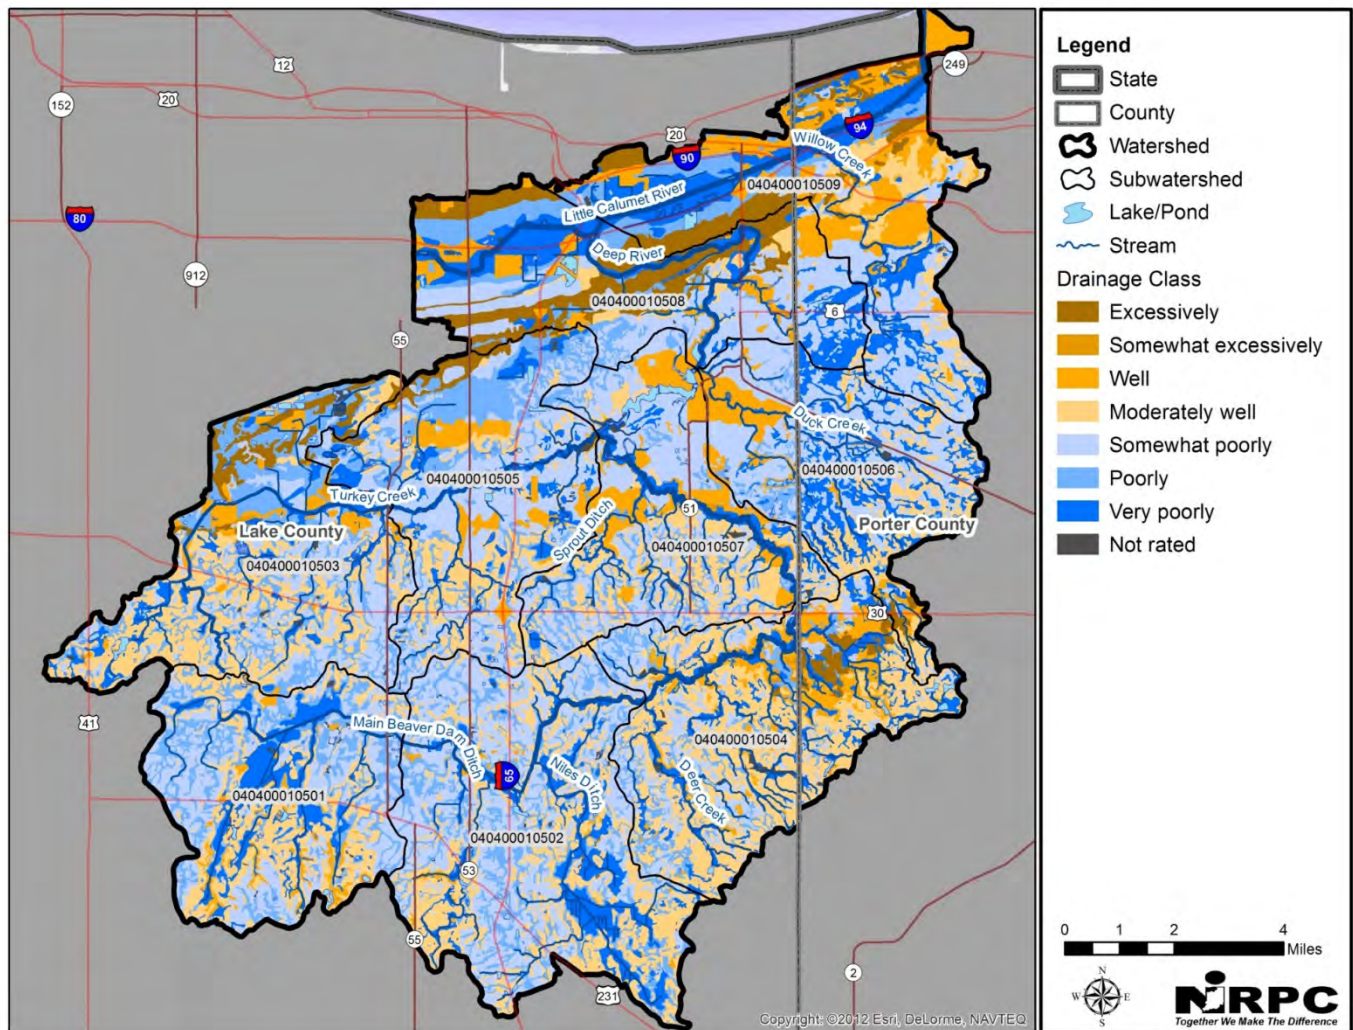 12
20
152
249
20
94
90
Willow Creek
040400010509
80
Little Calumet River
912
Deep River
040400010508
6
55
Duck Creek
040400010506
040400010505
Turkey Creek
51
Porter County
Lake County
Sprout Ditch
040400010507
040400010503
30
41
Main Beaver Dam Ditch
040400010504
65
Niles Ditch
Deer Creek
040400010501
040400010502
53
55
2
231
Copyright: ©2012 Esri, DeLorme, NAVTEQ
Legend
State
County
Watershed
Subwatershed
Lake/Pond
Stream
Drainage Class
Excessively
Somewhat excessively
Well
Moderately well
Somewhat poorly
Poorly
Very poorly
Not rated
0 1 2 4
Miles
N
W E
S
NIRPC
Together We Make The Difference